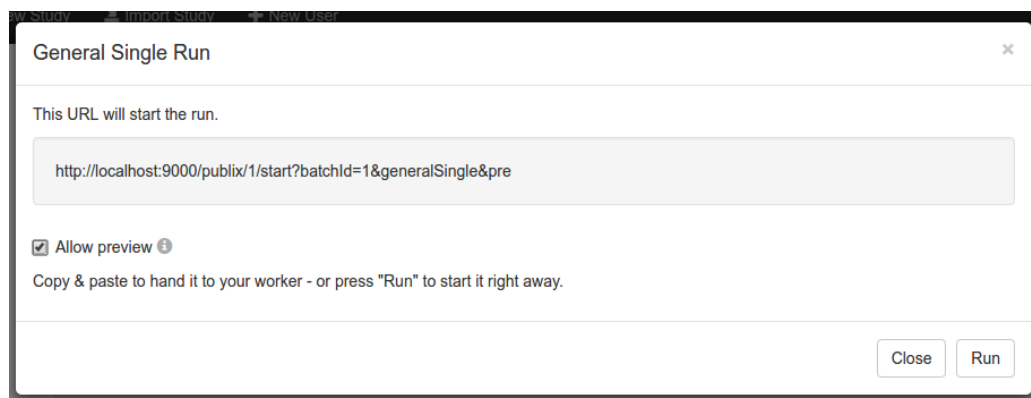 ew Study Import Study New User
General Single Run
This URL will start the run.
http://localhost:9000/publix/1/start?batchId=1&generalSingle&pre
Allow preview
Copy & paste to hand it to your worker - or press "Run" to start it right away.
Close Run